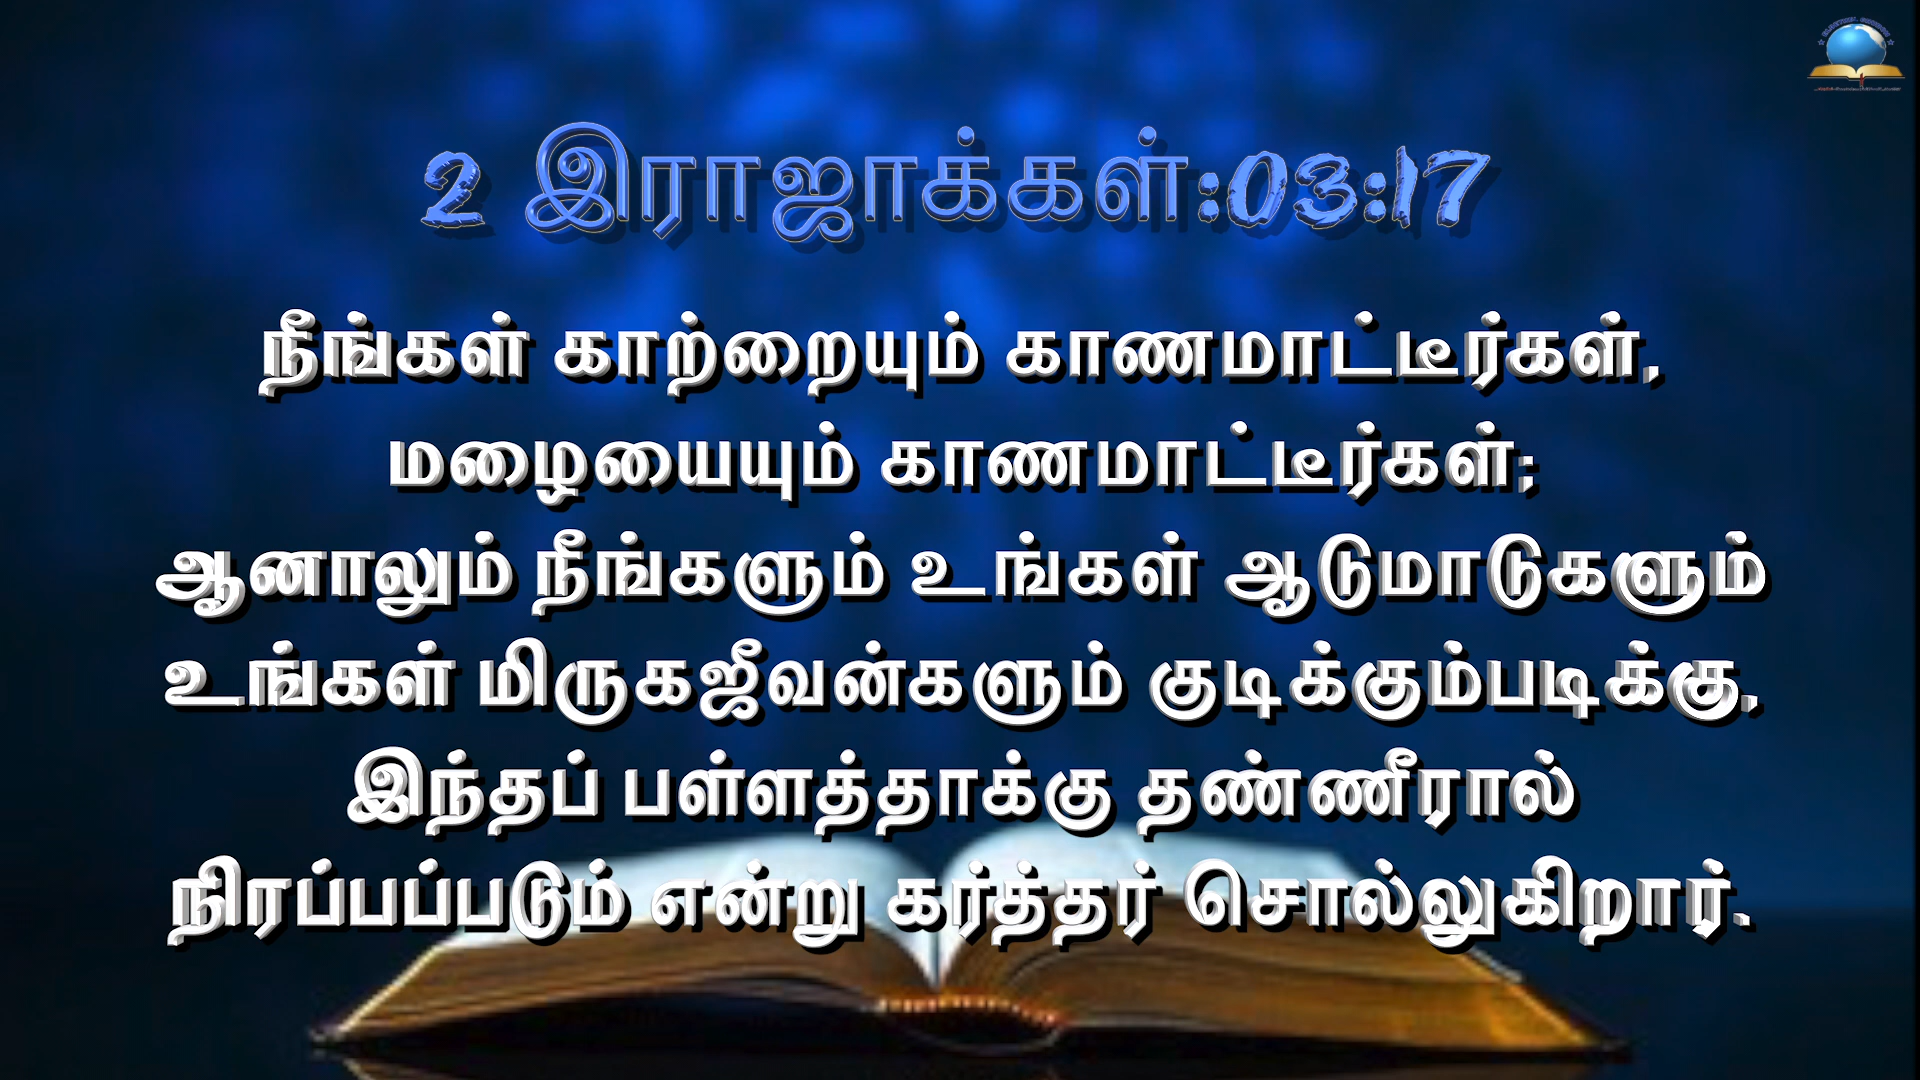 2 இராஜாக்கள்:03:17
நீங்கள் காற்றையும் காணமாட்டீர்கள்,
மழையையும் காணமாட்டீர்கள்;
ஆனாலும் நீங்களும் உங்கள் ஆடுமாடுகளும்
உங்கள் மிருகஜீவன்களும் குடிக்கும்படிக்கு,
இந்தப் பள்ளத்தாக்கு தண்ணீரால்
நிரப்பப்படும் என்று கர்த்தர் சொல்லுகிறார்.